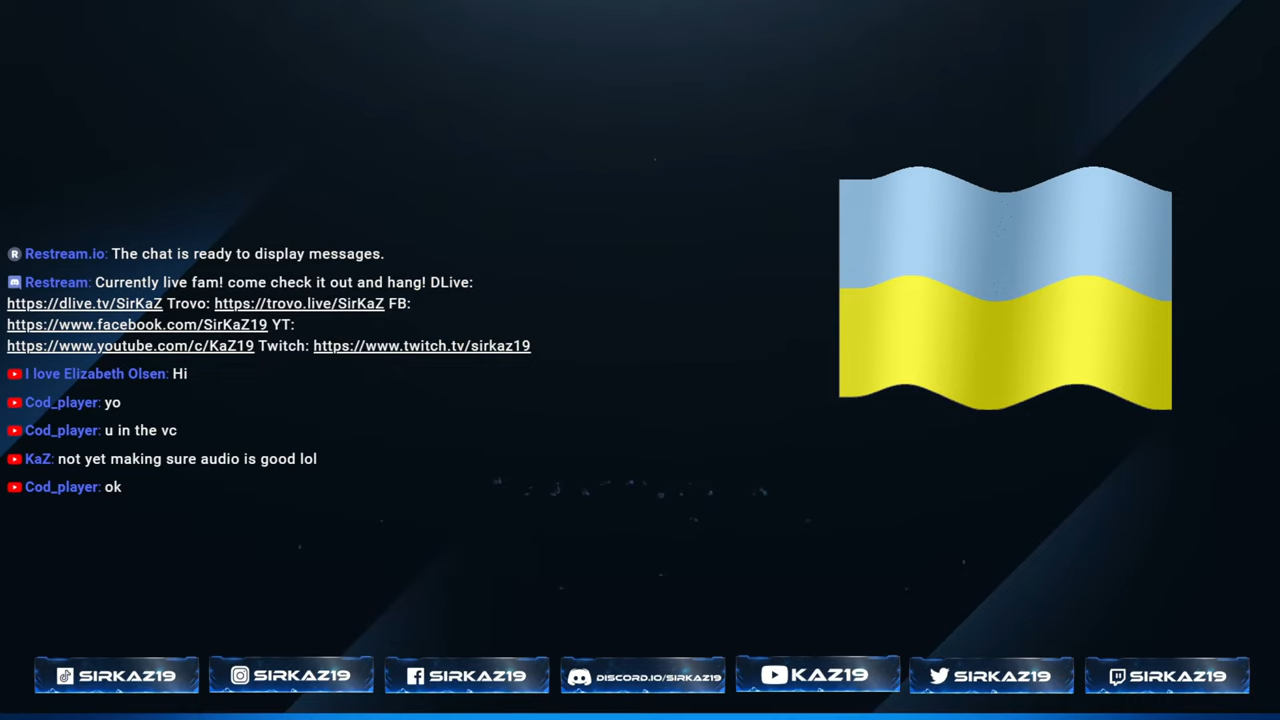 Restream.io: The chat is ready to display messages.
Restream: Currently live fam! come check it out and hang! DLive:
https://dlive.tv/SirKaZ Trovo: https://trovo.live/SirKaZ FB:
https://www.facebook.com/SirKaZ19 YT:
https://www.youtube.com/c/KaZ19 Twitch: https://www.twitch.tv/sirkaz19
I love Elizabeth Olsen: Hi
Cod_player: yo
Cod_player: u in the vc
KaZ: not yet making sure audio is good lol
Cod_player: ok
SIRKAZ19 SIRKAZ19 SIRKAZ19 DISCORD.IO/SIRKAZ19 KAZ19 SIRKAZ19 SIRKAZ19